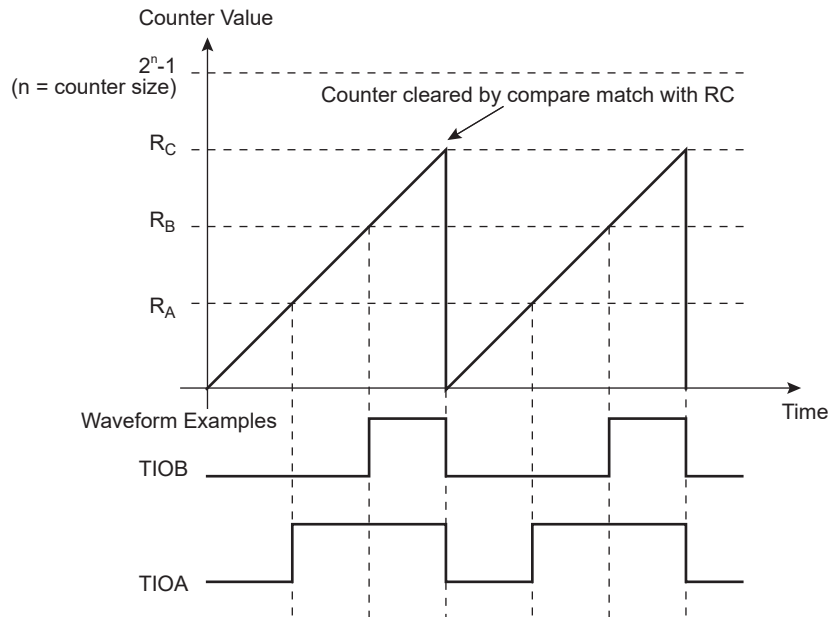 Counter Value
2ⁿ-1
(n = counter size)
Counter cleared by compare match with RC
R_C
R_B
R_A
Time
Waveform Examples
TIOB
TIOA